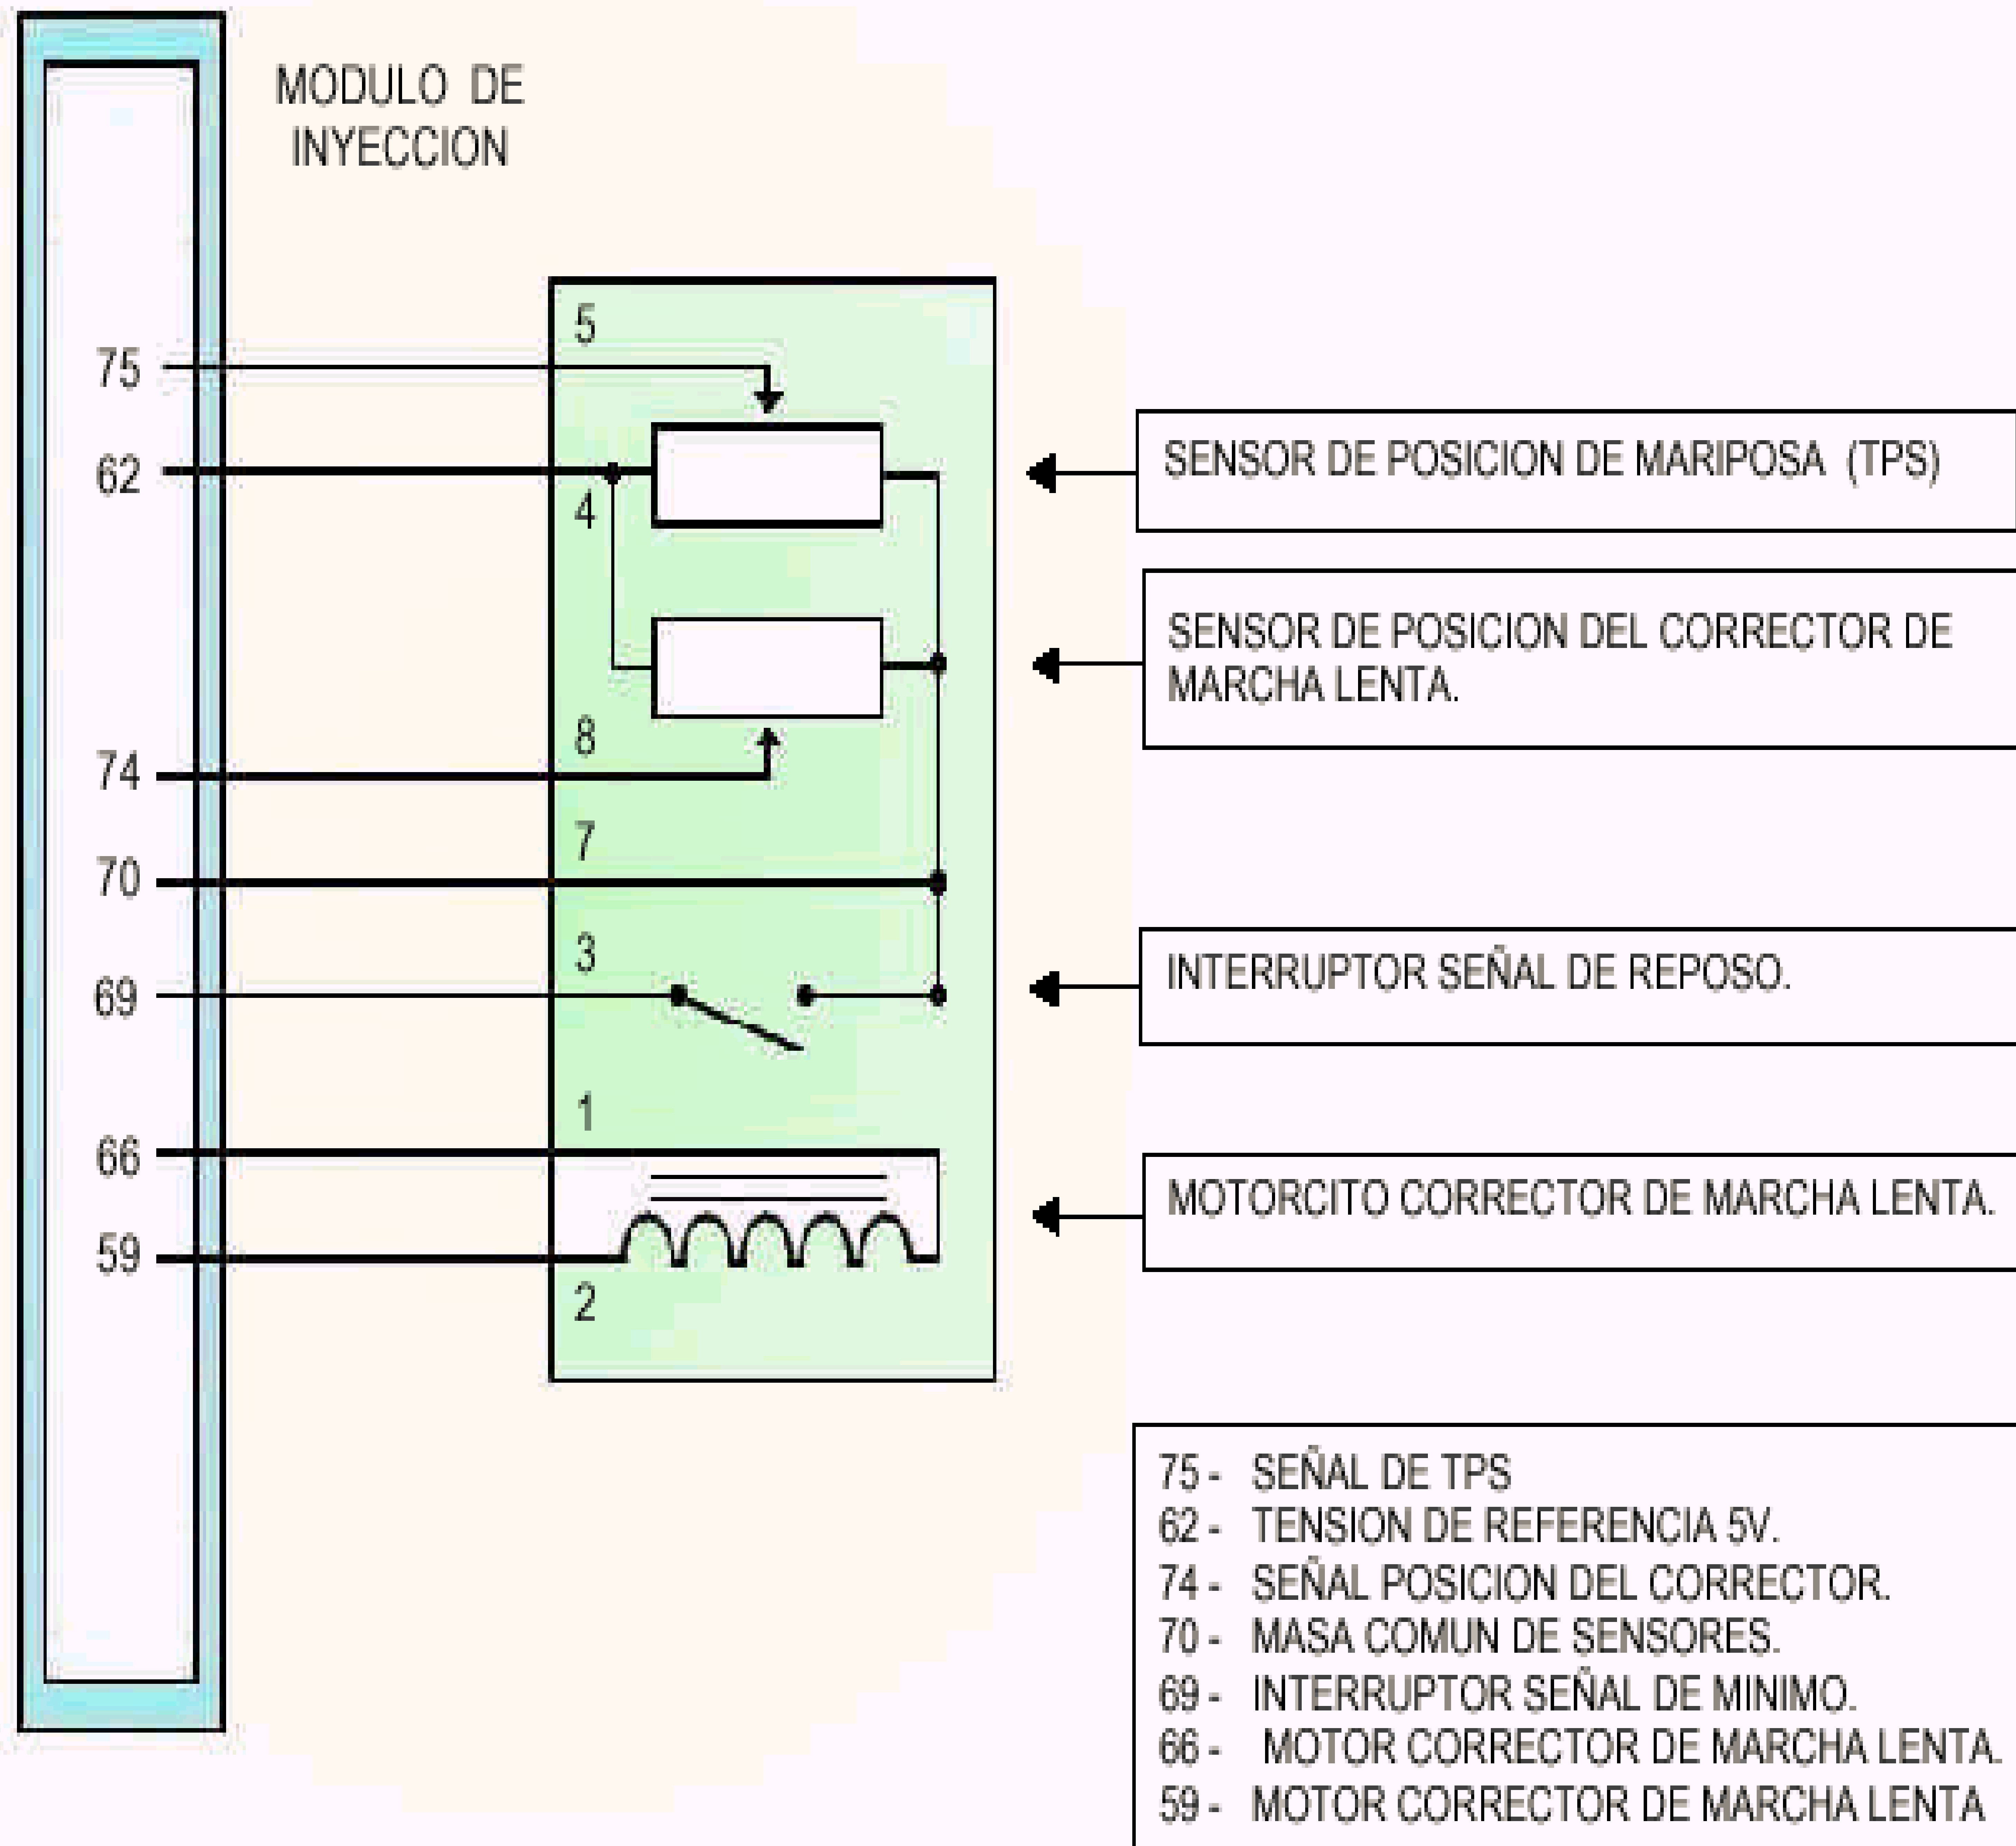 MODULO DE
INYECCION
75
62
74
70
69
66
59
5
4
8
7
3
1
2
SENSOR DE POSICION DE MARIPOSA (TPS)
SENSOR DE POSICION DEL CORRECTOR DE
MARCHA LENTA.
INTERRUPTOR SEÑAL DE REPOSO.
MOTORCITO CORRECTOR DE MARCHA LENTA.
75 - SEÑAL DE TPS
62 - TENSION DE REFERENCIA 5V.
74 - SEÑAL POSICION DEL CORRECTOR.
70 - MASA COMUN DE SENSORES.
69 - INTERRUPTOR SEÑAL DE MINIMO.
66 - MOTOR CORRECTOR DE MARCHA LENTA.
59 - MOTOR CORRECTOR DE MARCHA LENTA